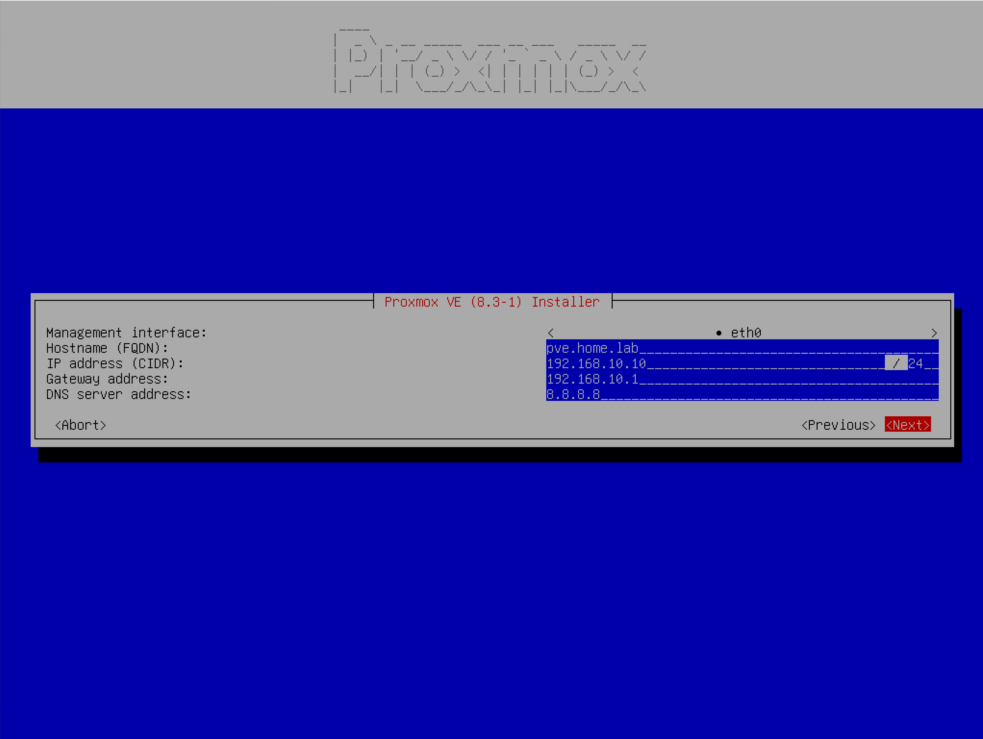 Proxmox
Proxmox VE (8.3-1) Installer
Management interface: < • eth0 >
Hostname (FQDN): pve.home.lab
IP address (CIDR): 192.168.10.10 / 24
Gateway address: 192.168.10.1
DNS server address: 8.8.8.8
<Abort> <Previous> <Next>